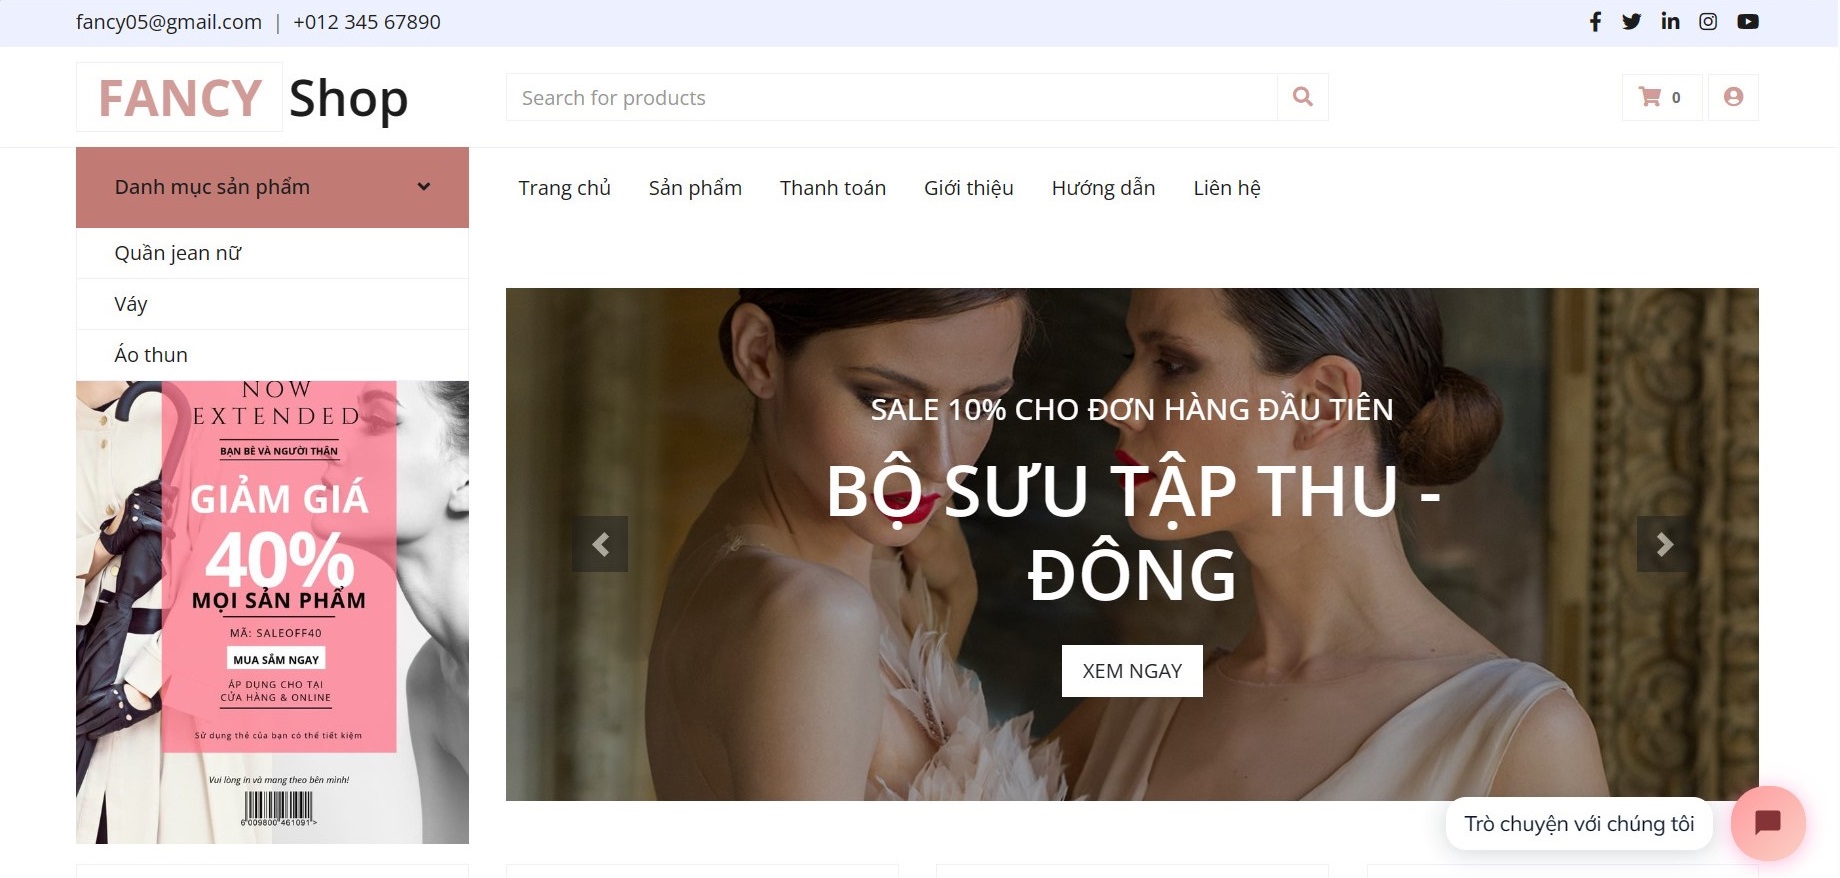 fancy05@gmail.com | +012 345 67890
FANCY Shop
Search for products
0
Danh mục sản phẩm
Trang chủ Sản phẩm Thanh toán Giới thiệu Hướng dẫn Liên hệ
Quần jean nữ
Váy
Áo thun
NOW
EXTENDED
BẠN BÈ VÀ NGƯỜI THÂN
GIẢM GIÁ
40%
MỌI SẢN PHẨM
MÃ: SALEOFF40
MUA SẮM NGAY
ÁP DỤNG CHO TẠI
CỬA HÀNG & ONLINE
Sử dụng thẻ của bạn có thể tiết kiệm
Vui lòng in và mang theo bên mình!
6 009800 461091 >
SALE 10% CHO ĐƠN HÀNG ĐẦU TIÊN
BỘ SƯU TẬP THU -
ĐÔNG
XEM NGAY
Trò chuyện với chúng tôi